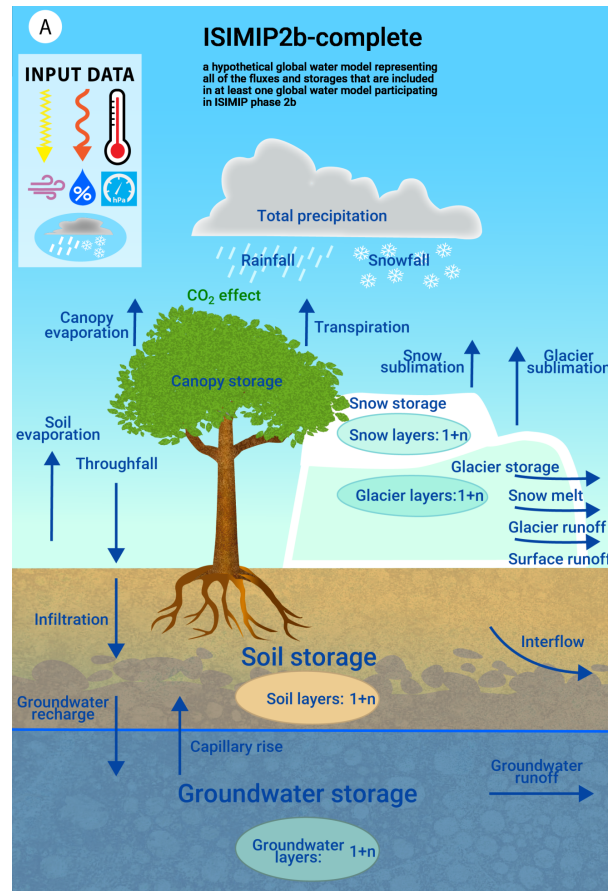 A
ISIMIP2b-complete
a hypothetical global water model representing
all of the fluxes and storages that are included
in at least one global water model participating
in ISIMIP phase 2b
INPUT DATA
%
hPa
Total precipitation
Rainfall
Snowfall
CO₂ effect
Canopy
evaporation
Transpiration
Snow
sublimation
Glacier
sublimation
Canopy storage
Snow storage
Snow layers: 1+n
Soil
evaporation
Throughfall
Glacier storage
Glacier layers: 1+n
Snow melt
Glacier runoff
Surface runoff
Infiltration
Interflow
Soil storage
Soil layers: 1+n
Groundwater
recharge
Capillary rise
Groundwater
runoff
Groundwater storage
Groundwater
layers: 1+n